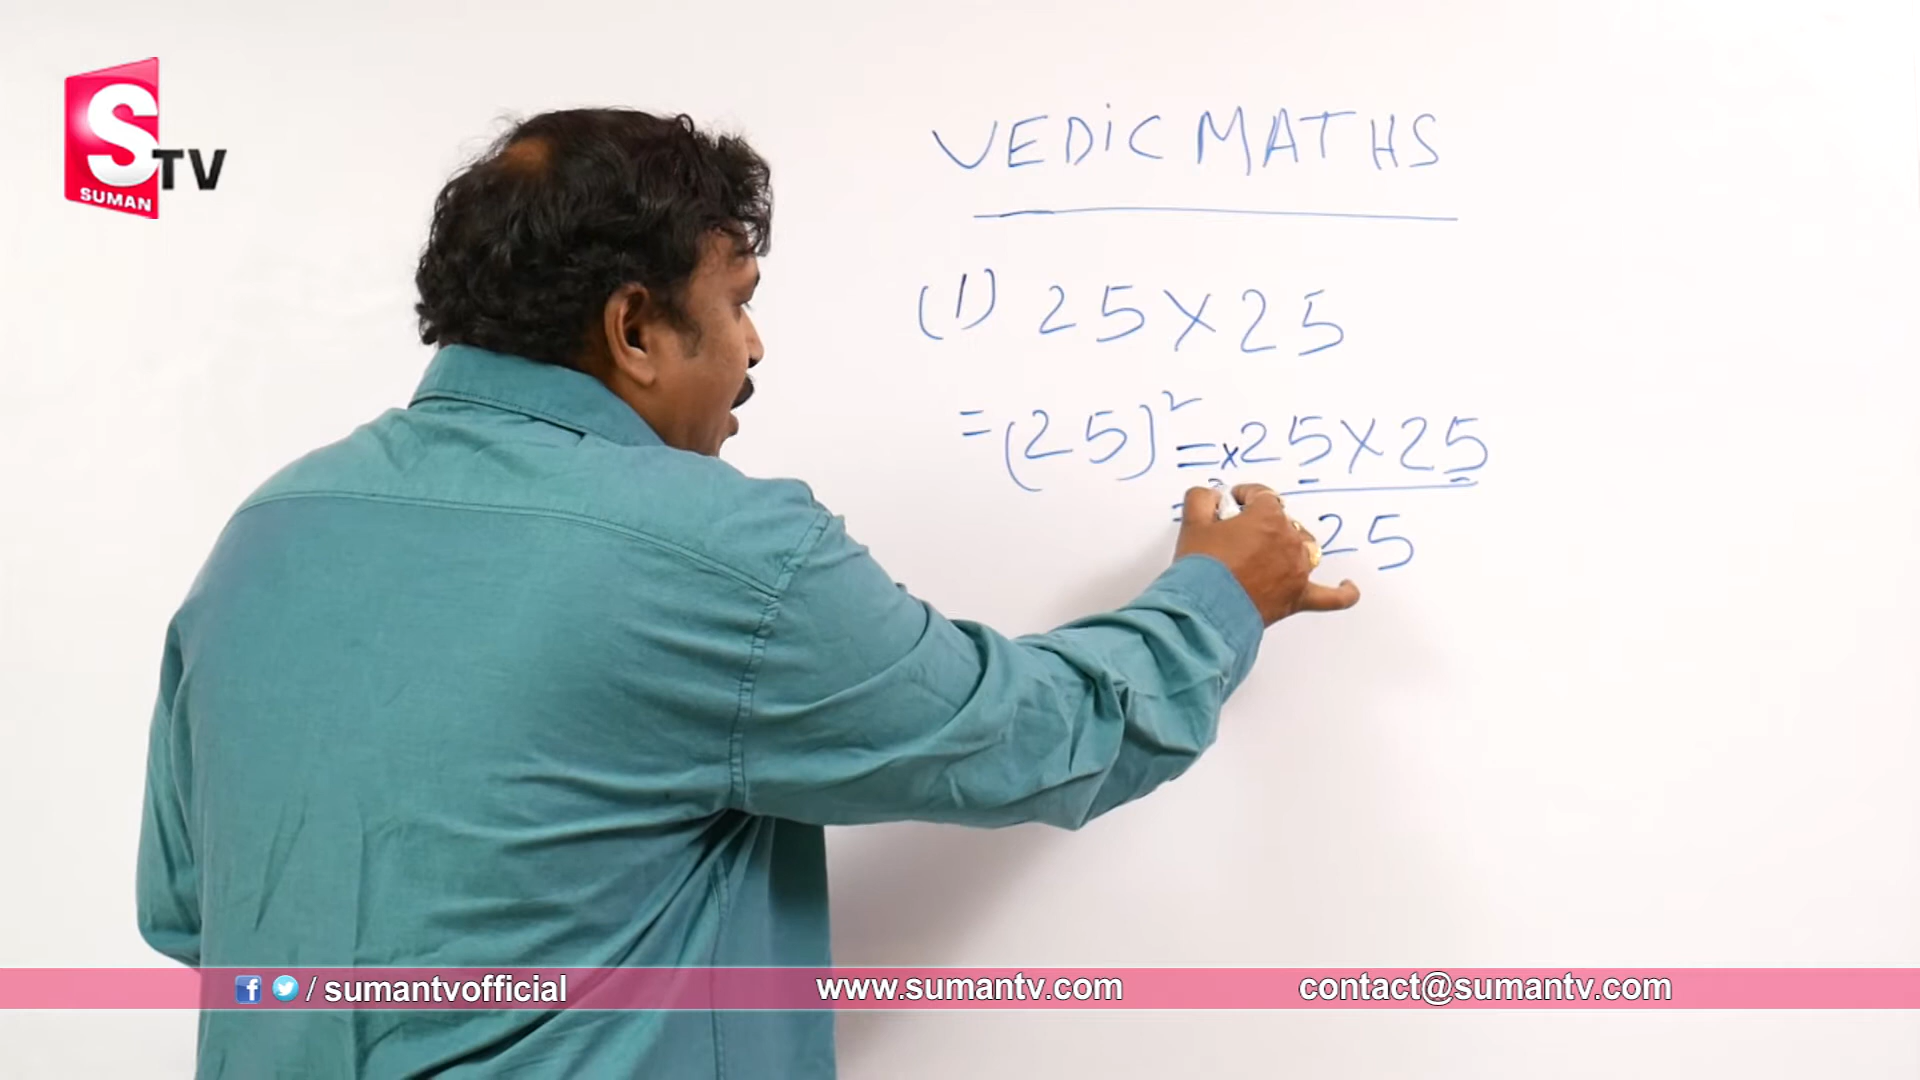 S TV
SUMAN
VEDIC MATHS
(1) 25 X 25
= (25)² = x 25 X 25
= 25
/ sumantvofficial www.sumantv.com contact@sumantv.com